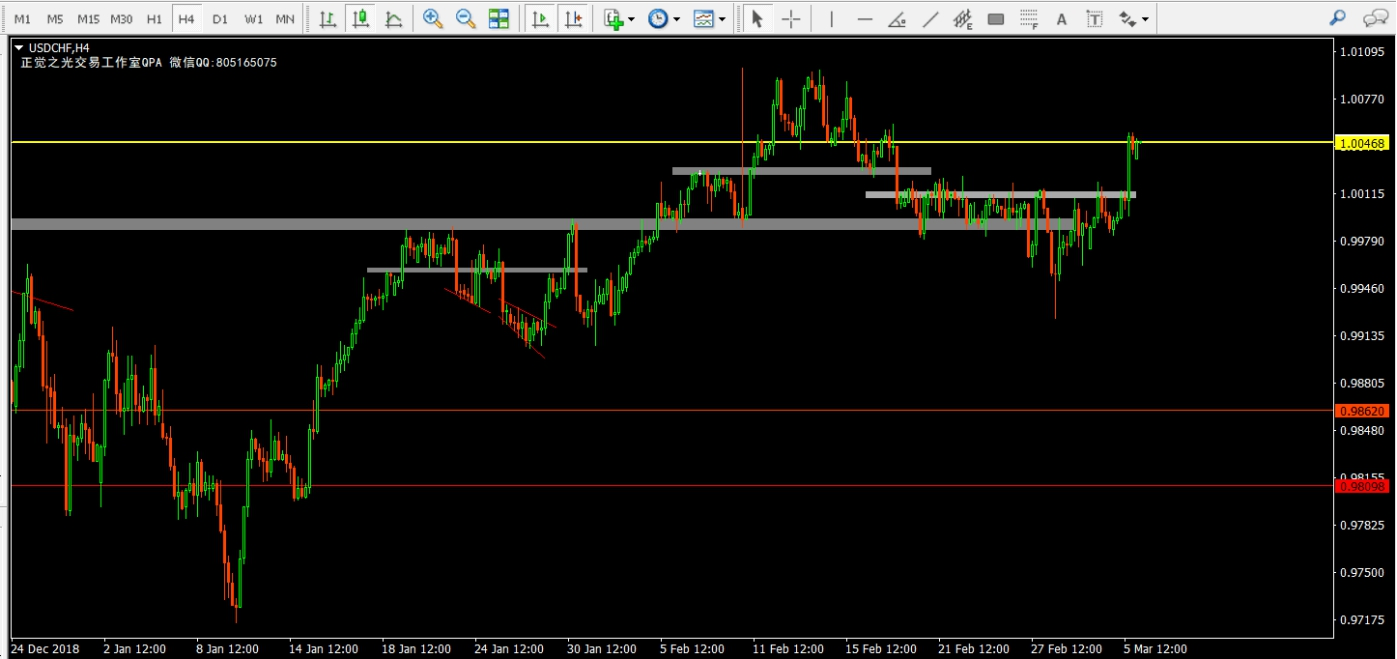 M1 M5 M15 M30 H1 H4 D1 W1 MN
E
F
A
T
USDCHF,H4
正觉之光交易工作室QPA 微信QQ:805165075
1.01095
1.00770
1.00468
1.00115
0.99790
0.99460
0.99135
0.98805
0.98620
0.98480
0.98155
0.98098
0.97825
0.97500
0.97175
24 Dec 2018
2 Jan 12:00
8 Jan 12:00
14 Jan 12:00
18 Jan 12:00
24 Jan 12:00
30 Jan 12:00
5 Feb 12:00
11 Feb 12:00
15 Feb 12:00
21 Feb 12:00
27 Feb 12:00
5 Mar 12:00